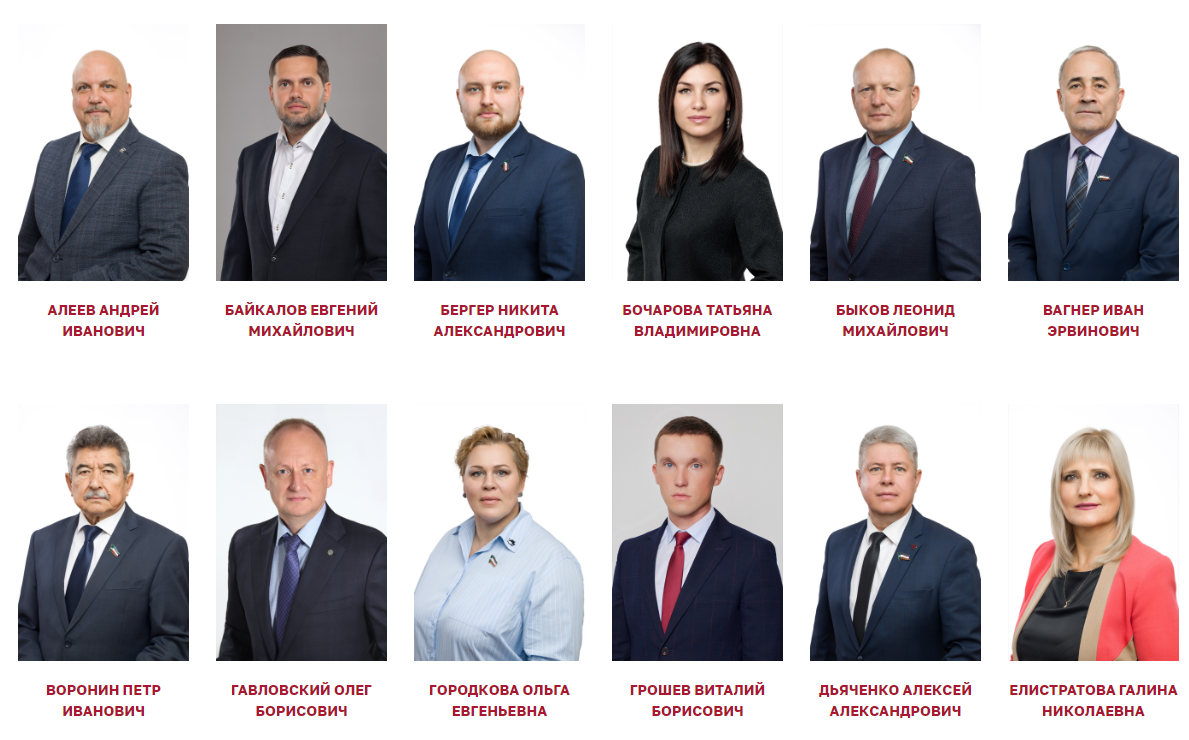 АЛЕЕВ АНДРЕЙ
ИВАНОВИЧ
БАЙКАЛОВ ЕВГЕНИЙ
МИХАЙЛОВИЧ
БЕРГЕР НИКИТА
АЛЕКСАНДРОВИЧ
БОЧАРОВА ТАТЬЯНА
ВЛАДИМИРОВНА
БЫКОВ ЛЕОНИД
МИХАЙЛОВИЧ
ВАГНЕР ИВАН
ЭРВИНОВИЧ
ВОРОНИН ПЕТР
ИВАНОВИЧ
ГАВЛОВСКИЙ ОЛЕГ
БОРИСОВИЧ
ГОРОДКОВА ОЛЬГА
ЕВГЕНЬЕВНА
ГРОШЕВ ВИТАЛИЙ
БОРИСОВИЧ
ДЬЯЧЕНКО АЛЕКСЕЙ
АЛЕКСАНДРОВИЧ
ЕЛИСТРАТОВА ГАЛИНА
НИКОЛАЕВНА